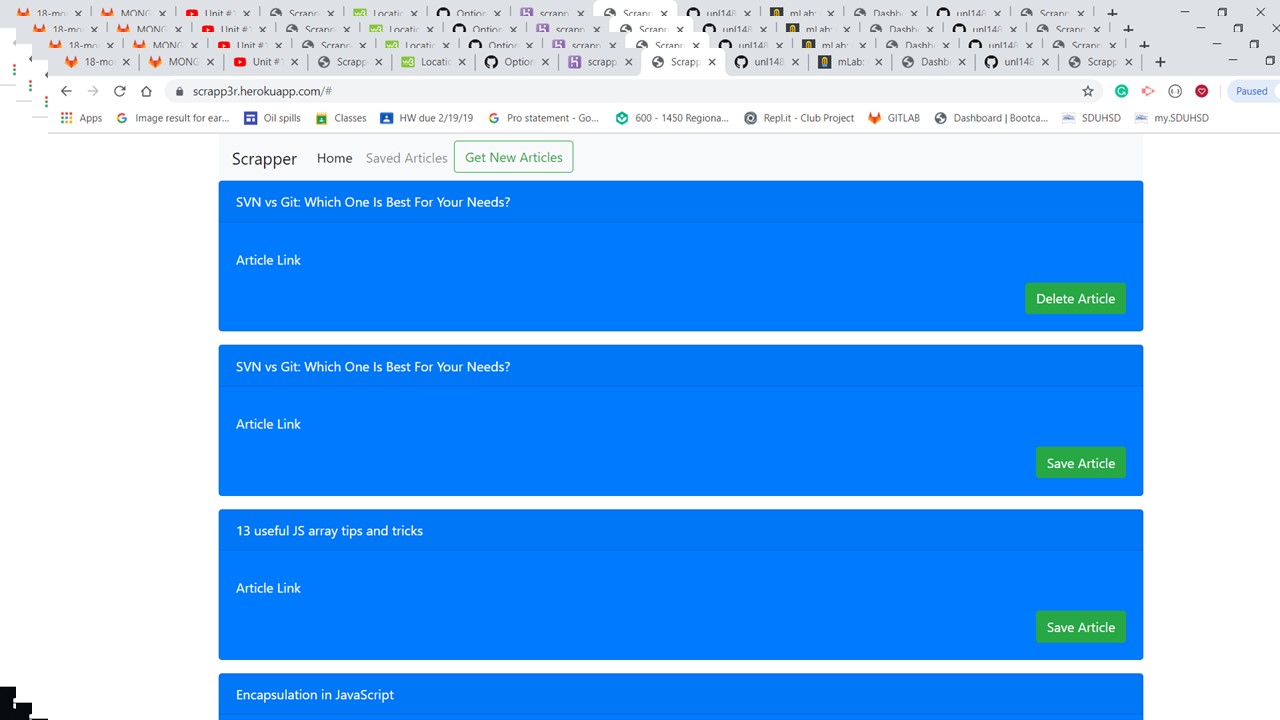 18-mo MONG Unit #1 Scrapp Locatic Option scrapp Scrapp unl148 mLab: Dashb unl148 Scrapp
scrapp3r.herokuapp.com/# Paused
Apps Image result for ear... Oil spills Classes HW due 2/19/19 Pro statement - Go... 600 - 1450 Regiona... Repl.it - Club Project GITLAB Dashboard | Bootca... SDUHSD my.SDUHSD
Scrapper Home Saved Articles Get New Articles
SVN vs Git: Which One Is Best For Your Needs?
Article Link
Delete Article
SVN vs Git: Which One Is Best For Your Needs?
Article Link
Save Article
13 useful JS array tips and tricks
Article Link
Save Article
Encapsulation in JavaScript